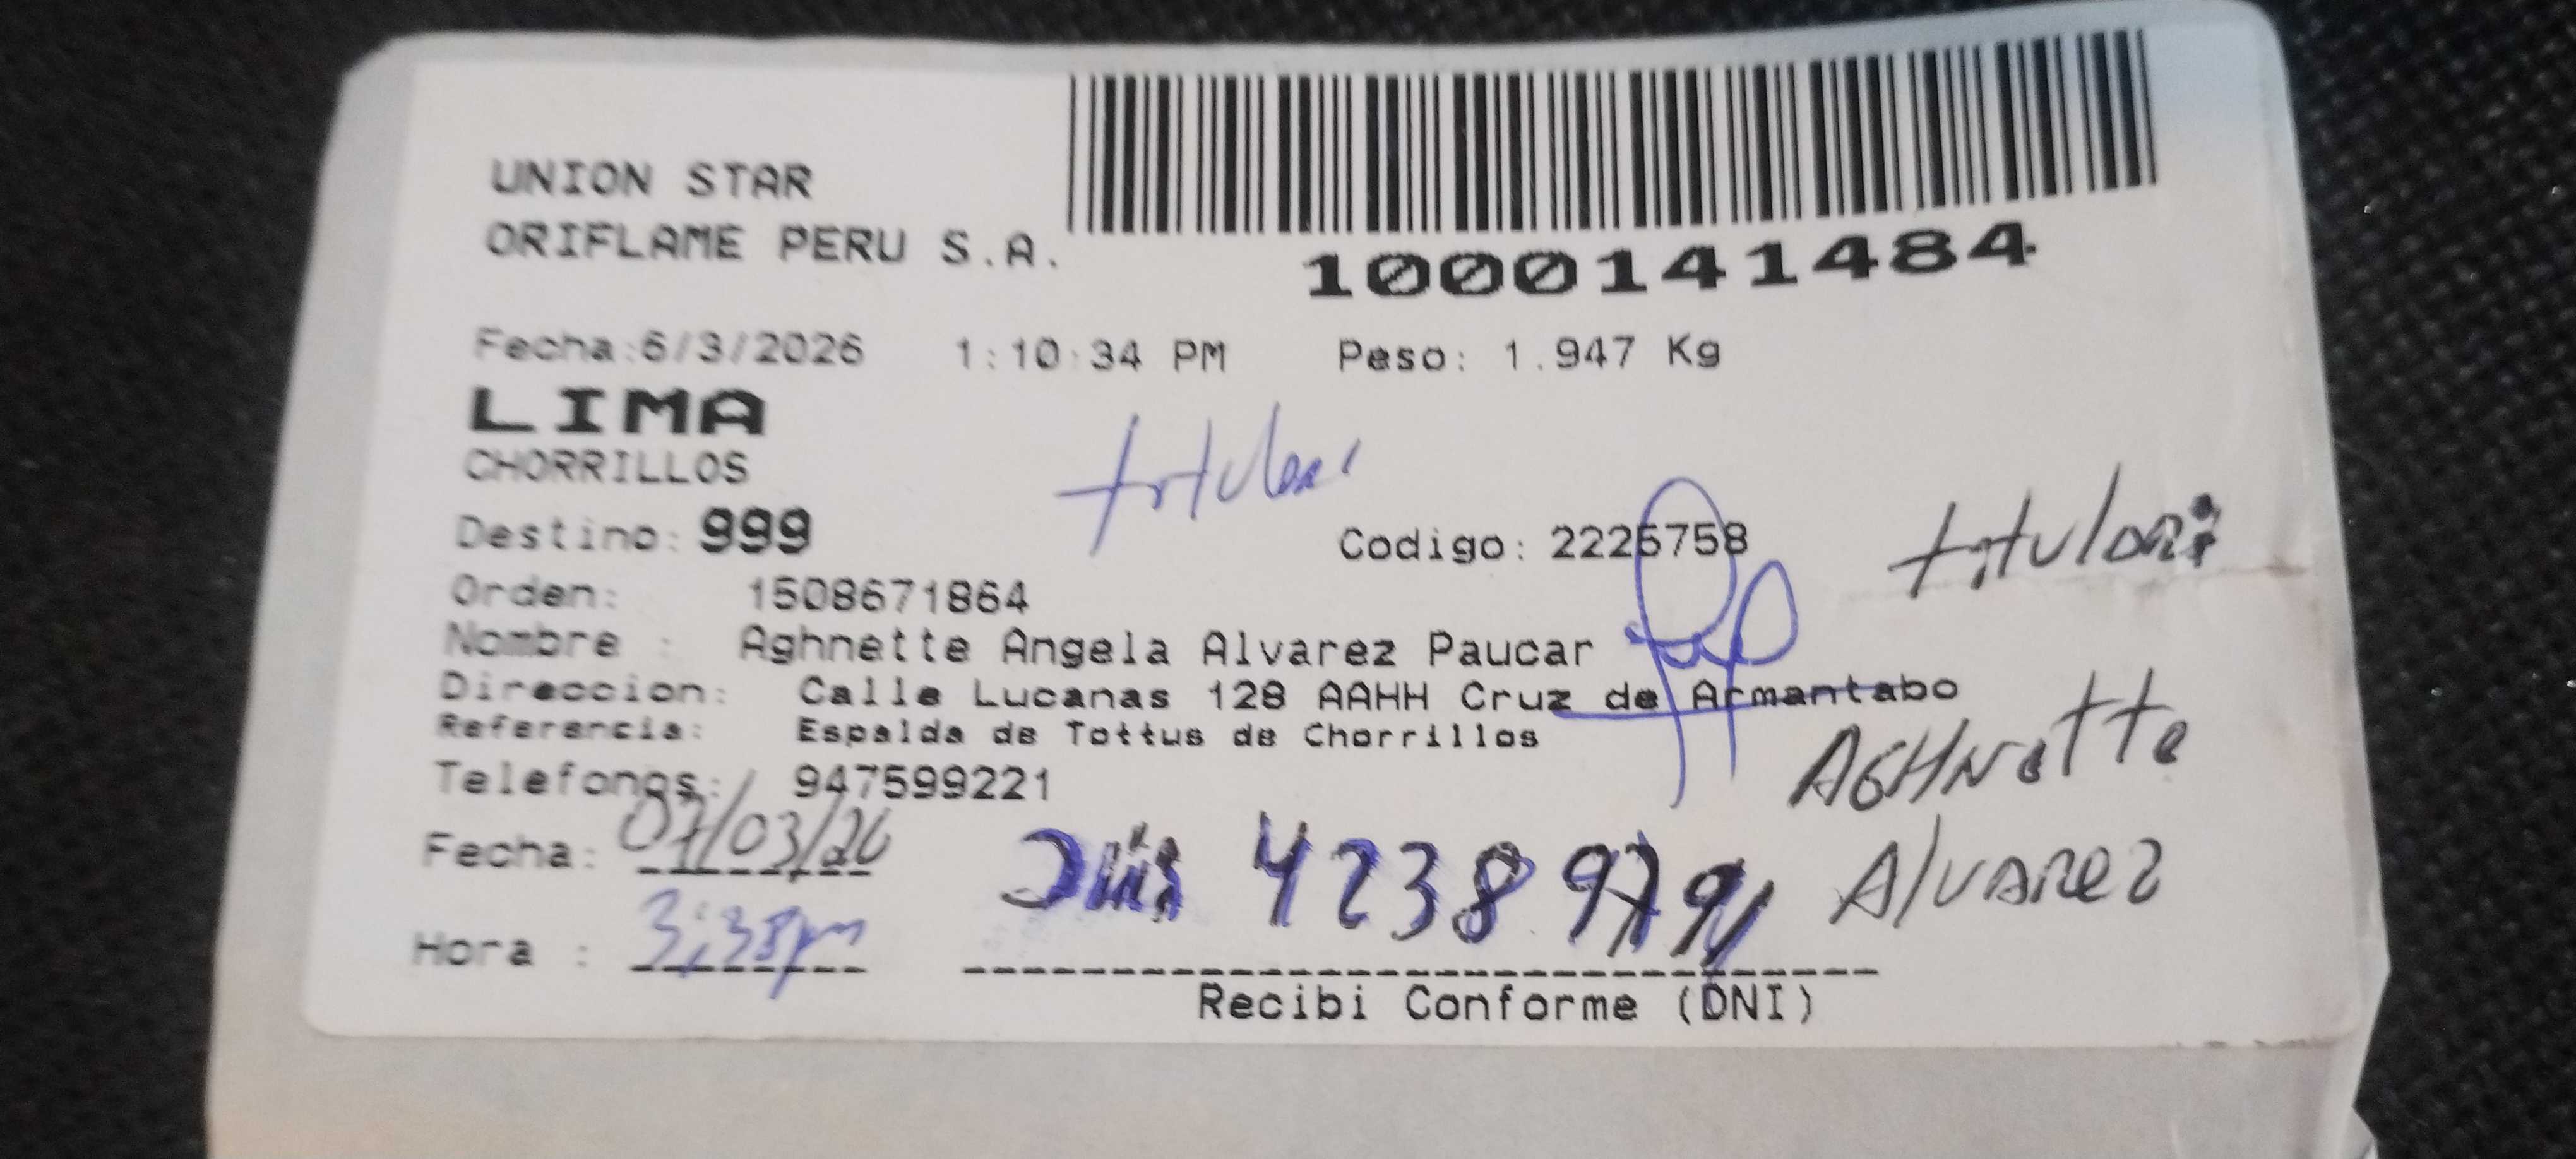 UNION STAR
ORIFLAME PERU S.A.
1000141484
Fecha:6/3/2026 1:10:34 PM Peso: 1.947 Kg
LIMA
CHORRILLOS
titular
Destino: 999
Codigo: 2225758
titular
Orden: 1508671864
Nombre : Aghnette Angela Alvarez Paucar
Direccion: Calle Lucanas 128 AAHH Cruz de Armantabo
Referencia: Espalda de Tottus de Chorrillos
Telefonos: 947599221
AGHNette
Alvarez
Fecha: 07/03/26
Hora : 3:38pm
Recibi Conforme (DNI)